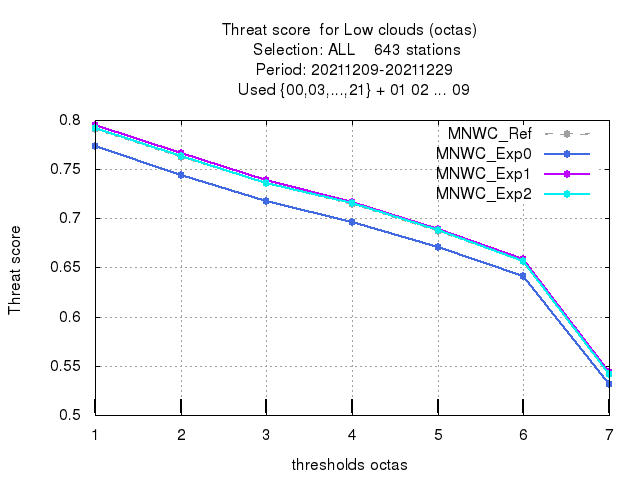 Threat score  for Low clouds (octas)
Selection: ALL    643 stations
Period: 20211209-20211229
Used {00,03,...,21} + 01 02 ... 09
0.8
0.75
0.7
0.65
0.6
0.55
0.5
Threat score
MNWC_Ref
MNWC_Exp0
MNWC_Exp1
MNWC_Exp2
1 2 3 4 5 6 7
thresholds octas